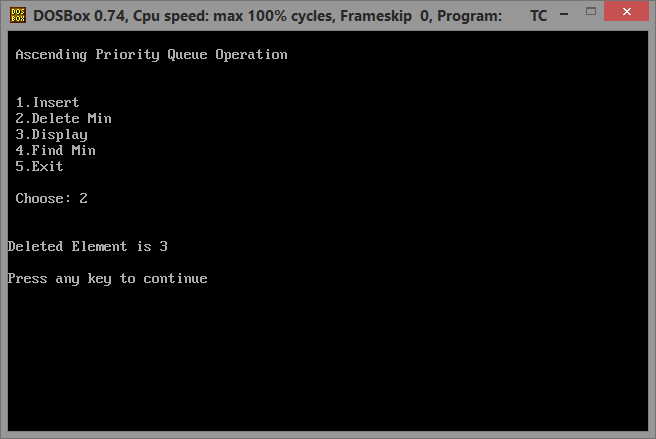 DOS BOX DOSBox 0.74, Cpu speed: max 100% cycles, Frameskip 0, Program: TC
Ascending Priority Queue Operation
1.Insert
2.Delete Min
3.Display
4.Find Min
5.Exit
Choose: 2
Deleted Element is 3
Press any key to continue